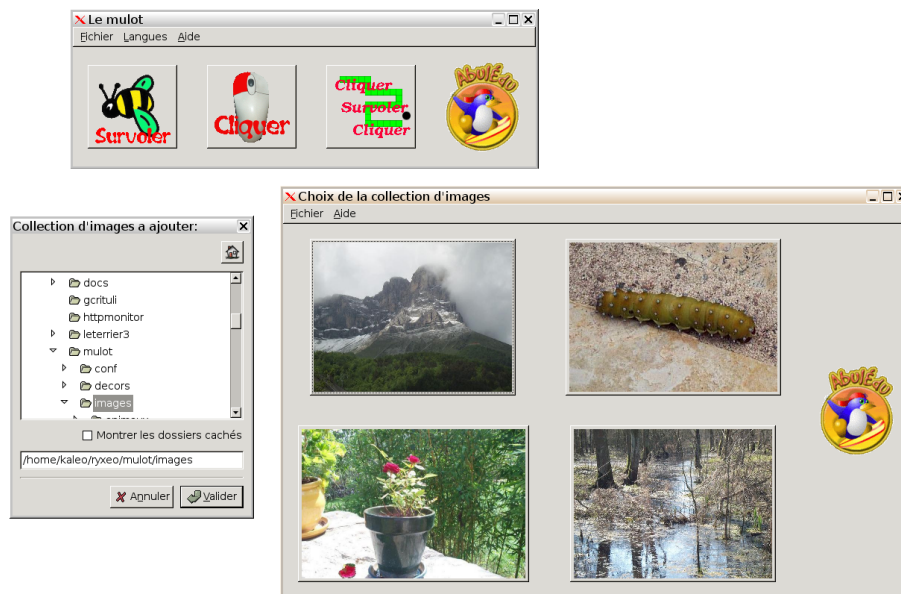 Le mulot
Fichier Langues Aide
Survoler
Cliquer
Cliquer
Survoler
Cliquer
AbulÉdu
Collection d'images a ajouter:
docs
gcrituli
httpmonitor
leterrier3
mulot
conf
decors
images
Montrer les dossiers cachés
/home/kaleo/ryxeo/mulot/images
Annuler Valider
Choix de la collection d'images
Fichier Aide
AbulÉdu